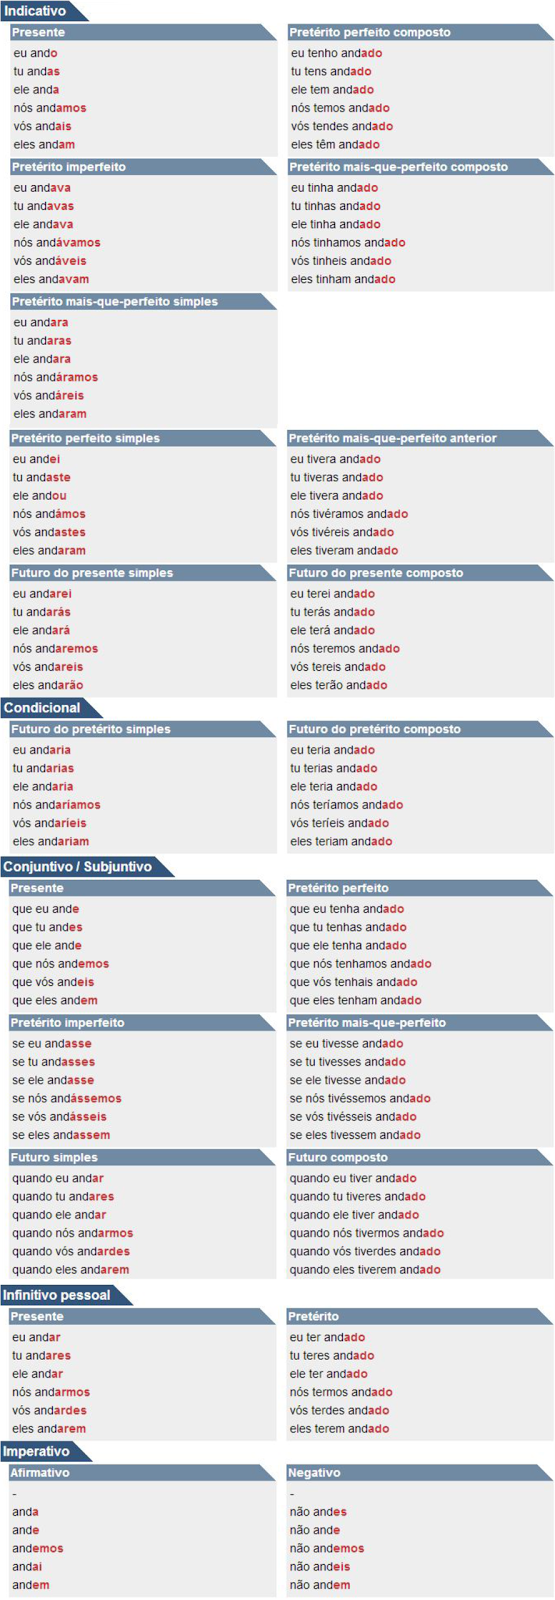 Indicativo
Presente
eu ando
tu andas
ele anda
nós andamos
vós andais
eles andam
Pretérito perfeito composto
eu tenho andado
tu tens andado
ele tem andado
nós temos andado
vós tendes andado
eles têm andado
Pretérito imperfeito
eu andava
tu andavas
ele andava
nós andávamos
vós andáveis
eles andavam
Pretérito mais-que-perfeito composto
eu tinha andado
tu tinhas andado
ele tinha andado
nós tinhamos andado
vós tinheis andado
eles tinham andado
Pretérito mais-que-perfeito simples
eu andara
tu andaras
ele andara
nós andáramos
vós andáreis
eles andaram
Pretérito perfeito simples
eu andei
tu andaste
ele andou
nós andámos
vós andastes
eles andaram
Pretérito mais-que-perfeito anterior
eu tivera andado
tu tiveras andado
ele tivera andado
nós tivéramos andado
vós tivéreis andado
eles tiveram andado
Futuro do presente simples
eu andarei
tu andarás
ele andará
nós andaremos
vós andareis
eles andarão
Futuro do presente composto
eu terei andado
tu terás andado
ele terá andado
nós teremos andado
vós tereis andado
eles terão andado
Condicional
Futuro do pretérito simples
eu andaria
tu andarias
ele andaria
nós andaríamos
vós andaríeis
eles andariam
Futuro do pretérito composto
eu teria andado
tu terias andado
ele teria andado
nós teríamos andado
vós teríeis andado
eles teriam andado
Conjuntivo / Subjuntivo
Presente
que eu ande
que tu andes
que ele ande
que nós andemos
que vós andeis
que eles andem
Pretérito perfeito
que eu tenha andado
que tu tenhas andado
que ele tenha andado
que nós tenhamos andado
que vós tenhais andado
que eles tenham andado
Pretérito imperfeito
se eu andasse
se tu andasses
se ele andasse
se nós andássemos
se vós andásseis
se eles andassem
Pretérito mais-que-perfeito
se eu tivesse andado
se tu tivesses andado
se ele tivesse andado
se nós tivéssemos andado
se vós tivésseis andado
se eles tivessem andado
Futuro simples
quando eu andar
quando tu andares
quando ele andar
quando nós andarmos
quando vós andardes
quando eles andarem
Futuro composto
quando eu tiver andado
quando tu tiveres andado
quando ele tiver andado
quando nós tivermos andado
quando vós tiverdes andado
quando eles tiverem andado
Infinitivo pessoal
Presente
eu andar
tu andares
ele andar
nós andarmos
vós andardes
eles andarem
Pretérito
eu ter andado
tu teres andado
ele ter andado
nós termos andado
vós terdes andado
eles terem andado
Imperativo
Afirmativo
-
anda
ande
andemos
andai
andem
Negativo
-
não andes
não ande
não andemos
não andeis
não andem